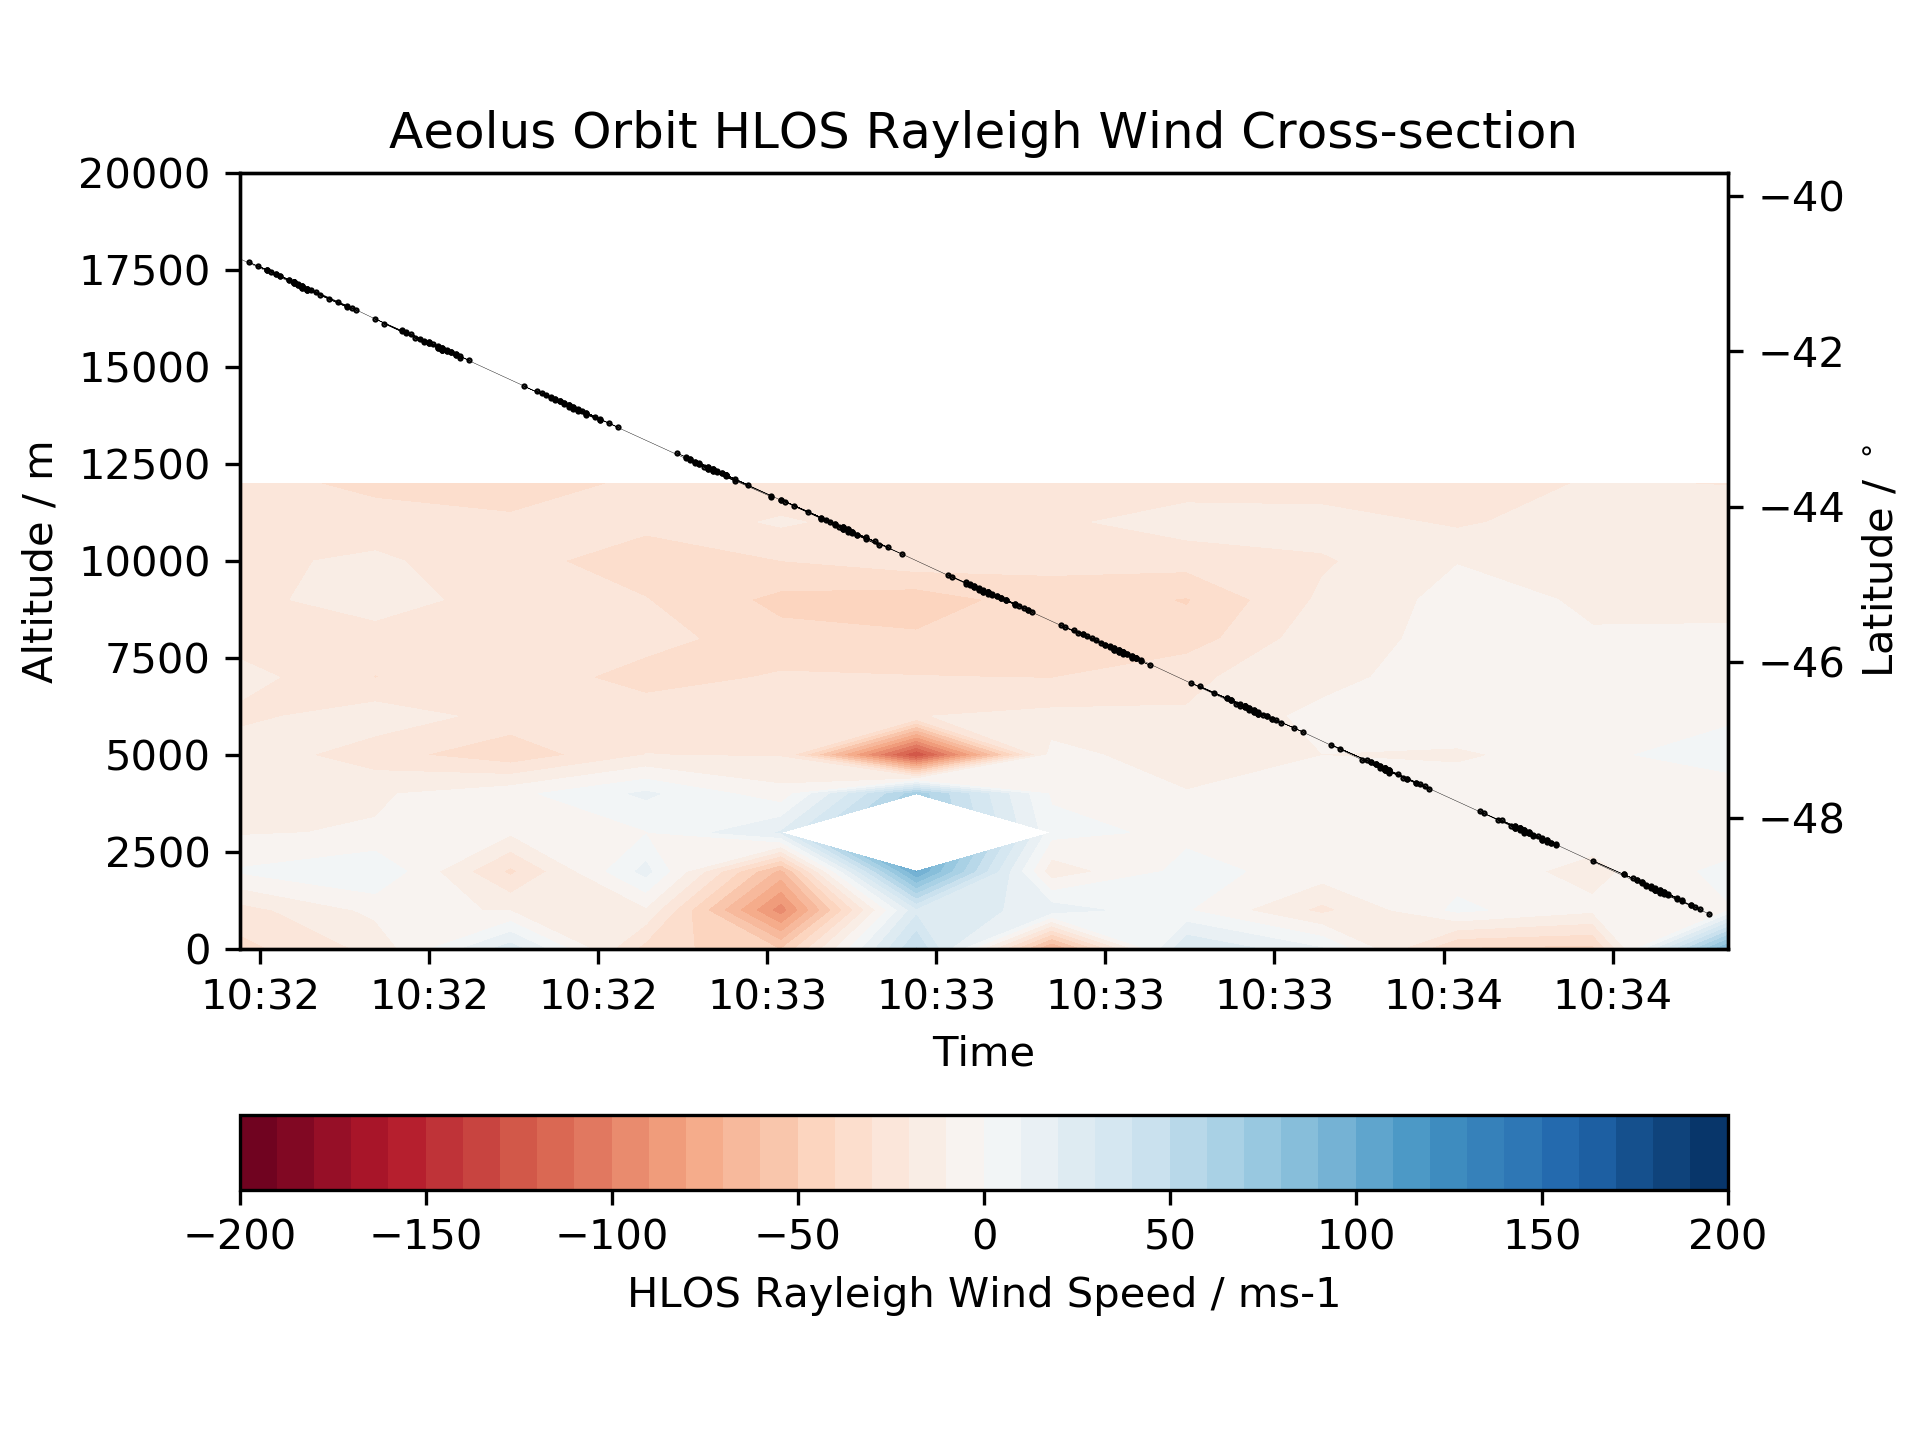 Aeolus Orbit HLOS Rayleigh Wind Cross-section
20000
17500
15000
12500
10000
7500
5000
2500
0
Altitude / m
−40
−42
−44
−46
−48
Latitude / °
10:32 10:32 10:32 10:33 10:33 10:33 10:33 10:34 10:34
Time
−200 −150 −100 −50 0 50 100 150 200
HLOS Rayleigh Wind Speed / ms-1